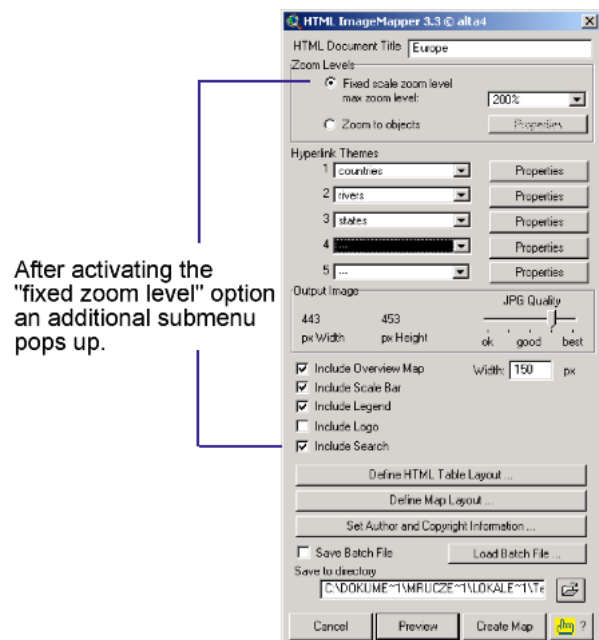 HTML ImageMapper 3.3 © alta4
HTML Document Title Europe
Zoom Levels
Fixed scale zoom level
max zoom level: 200%
Zoom to objects Properties
Hyperlink Themes
1 countries Properties
2 rivers Properties
3 states Properties
4 --- Properties
5 --- Properties
Output Image
JPG Quality
443 453
px Width px Height ok good best
Include Overview Map Width: 150 px
Include Scale Bar
Include Legend
Include Logo
Include Search
Define HTML Table Layout ...
Define Map Layout ...
Set Author and Copyright Information ...
Save Batch File Load Batch File ...
Save to directory
C:\DOKUME~1\MRUCZE~1\LOKALE~1\Te
Cancel Preview Create Map ?
After activating the
"fixed zoom level" option
an additional submenu
pops up.